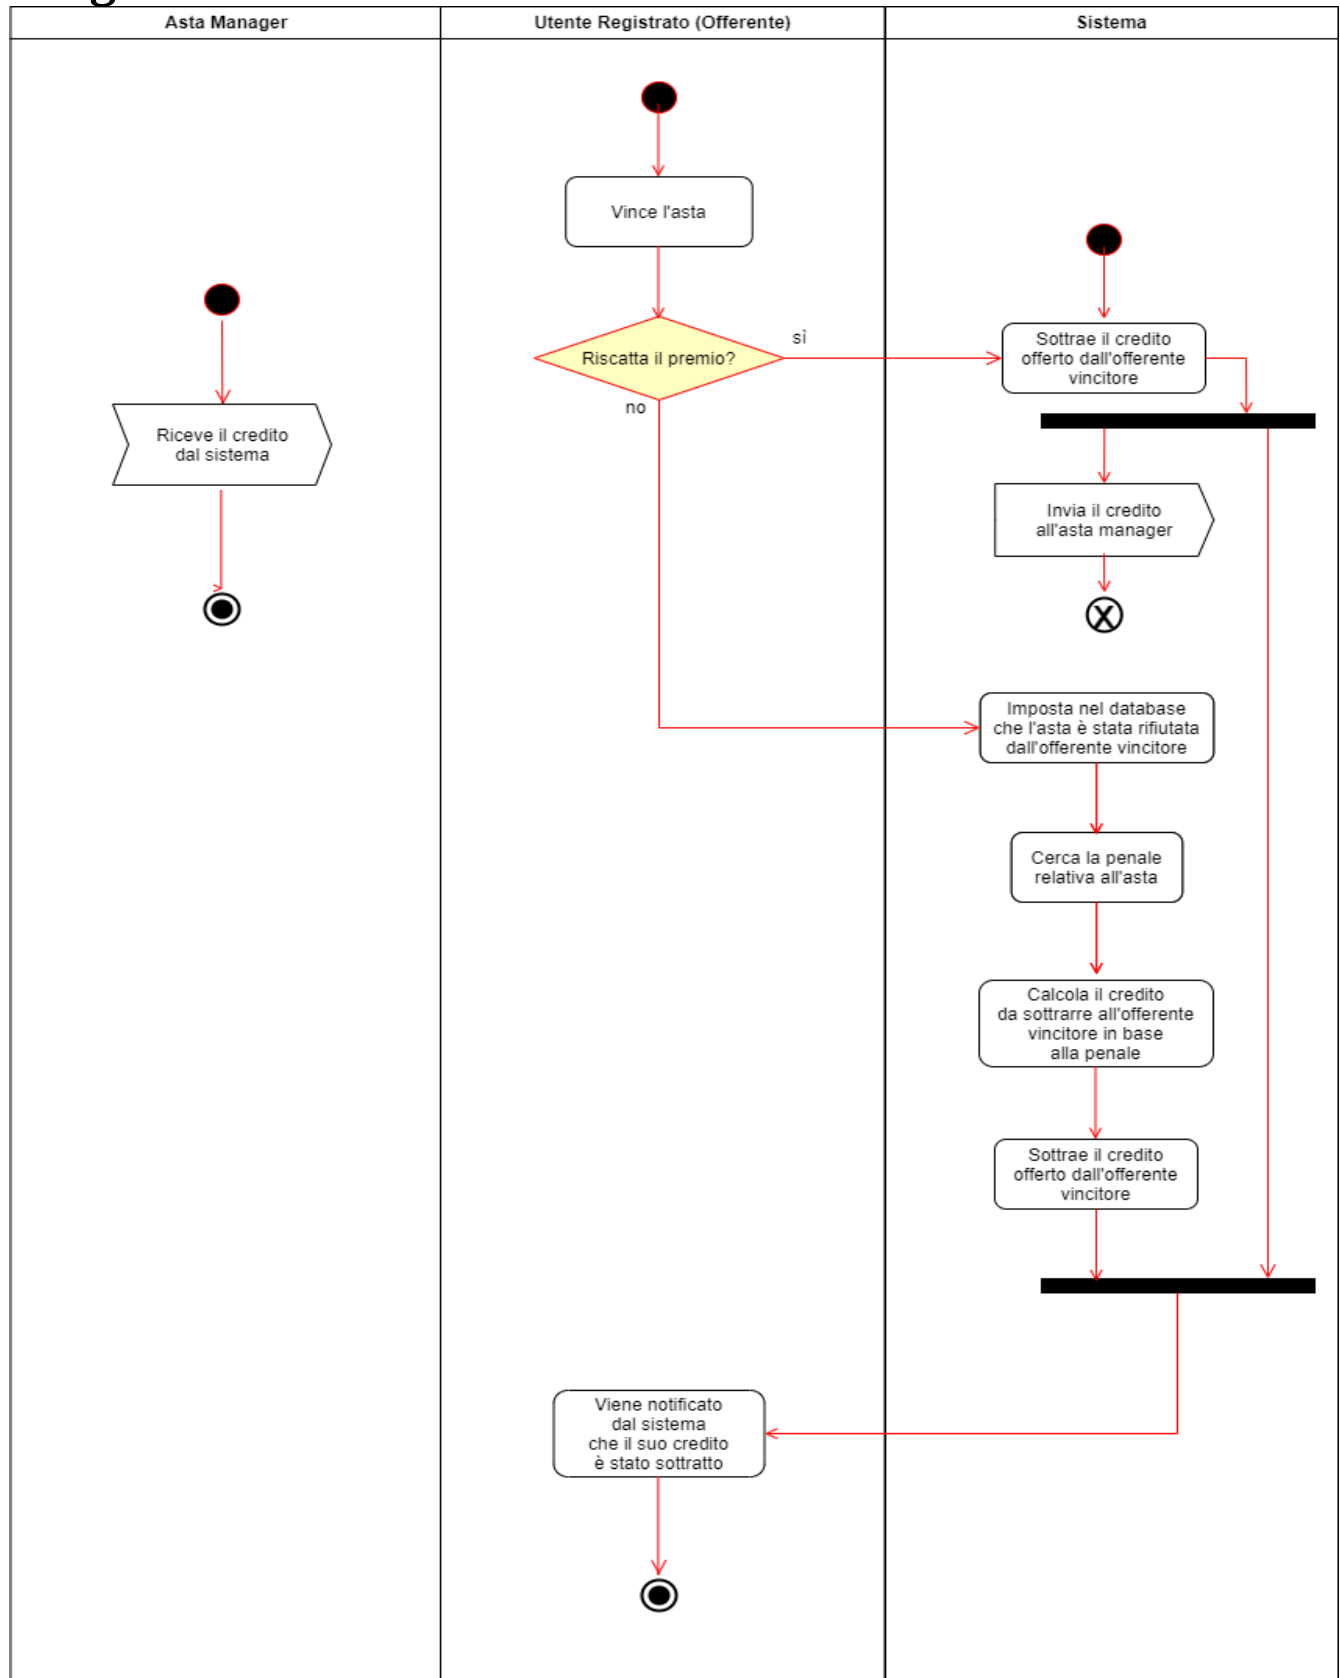 Asta Manager
Utente Registrato (Offerente)
Sistema
Vince l'asta
Riscatta il premio?
sì
no
Sottrae il credito
offerto dall'offerente
vincitore
Riceve il credito
dal sistema
Invia il credito
all'asta manager
X
Imposta nel database
che l'asta è stata rifiutata
dall'offerente vincitore
Cerca la penale
relativa all'asta
Calcola il credito
da sottrarre all'offerente
vincitore in base
alla penale
Sottrae il credito
offerto dall'offerente
vincitore
Viene notificato
dal sistema
che il suo credito
è stato sottratto